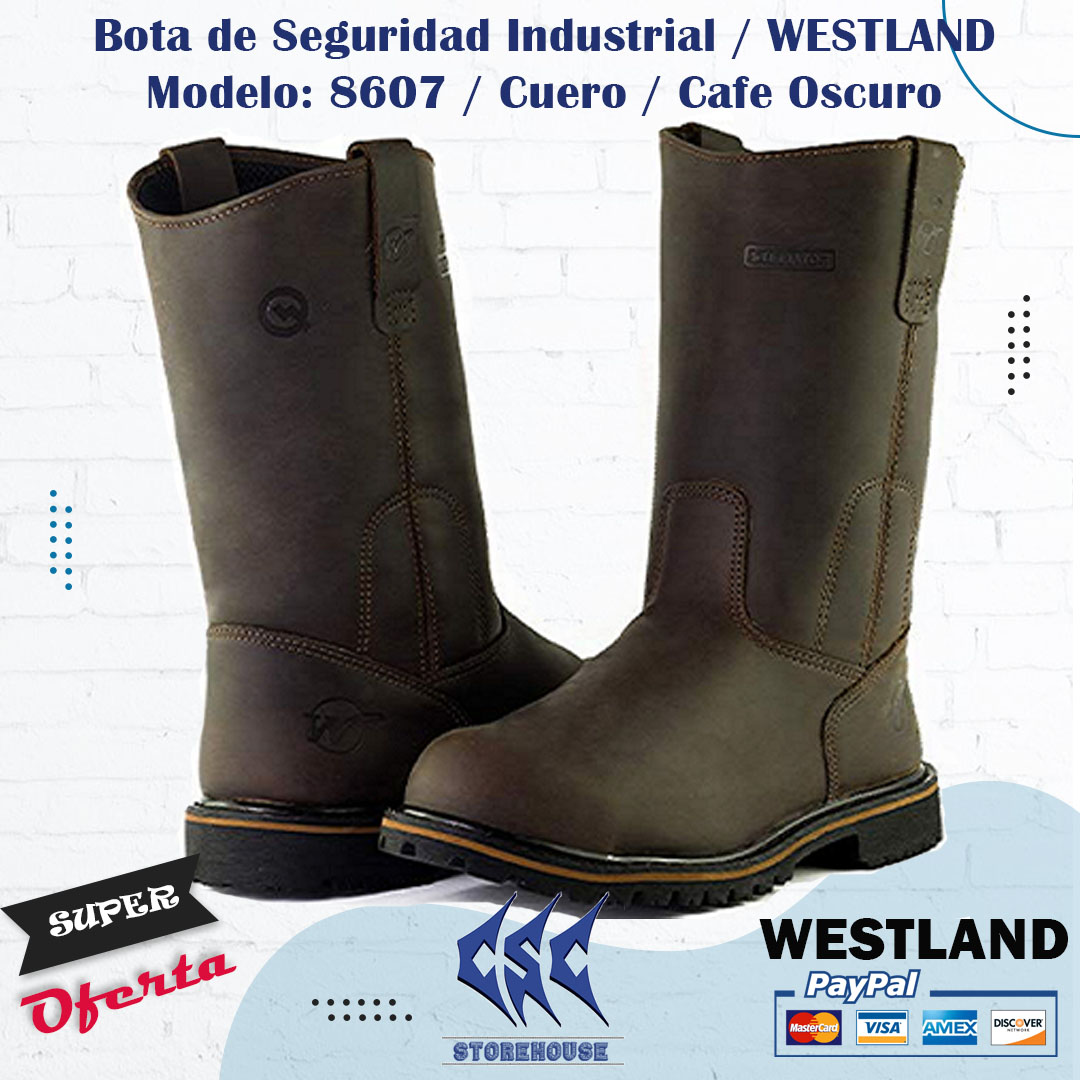 Bota de Seguridad Industrial / WESTLAND
Modelo: 8607 / Cuero / Cafe Oscuro
SUPER
Oferta
CSC
STOREHOUSE
WESTLAND
PayPal
MasterCard VISA AMEX DISCOVER
NETWORK